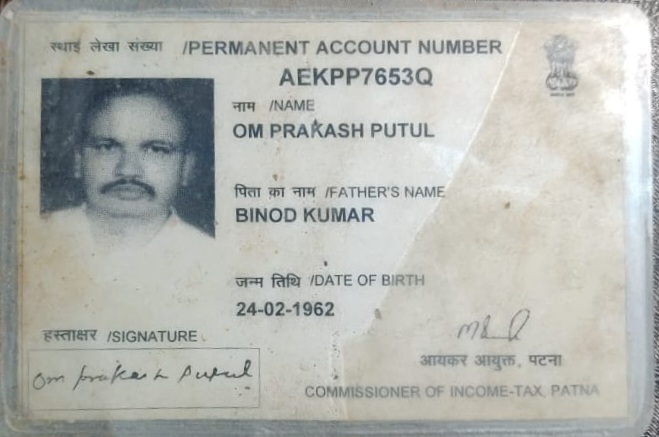 स्थाई लेखा संख्या /PERMANENT ACCOUNT NUMBER
AEKPP7653Q
नाम /NAME
OM PRAKASH PUTUL
पिता का नाम /FATHER'S NAME
BINOD KUMAR
जन्म तिथि /DATE OF BIRTH
24-02-1962
हस्ताक्षर /SIGNATURE
Om prakash Putul
आयकर आयुक्त, पटना
COMMISSIONER OF INCOME-TAX, PATNA